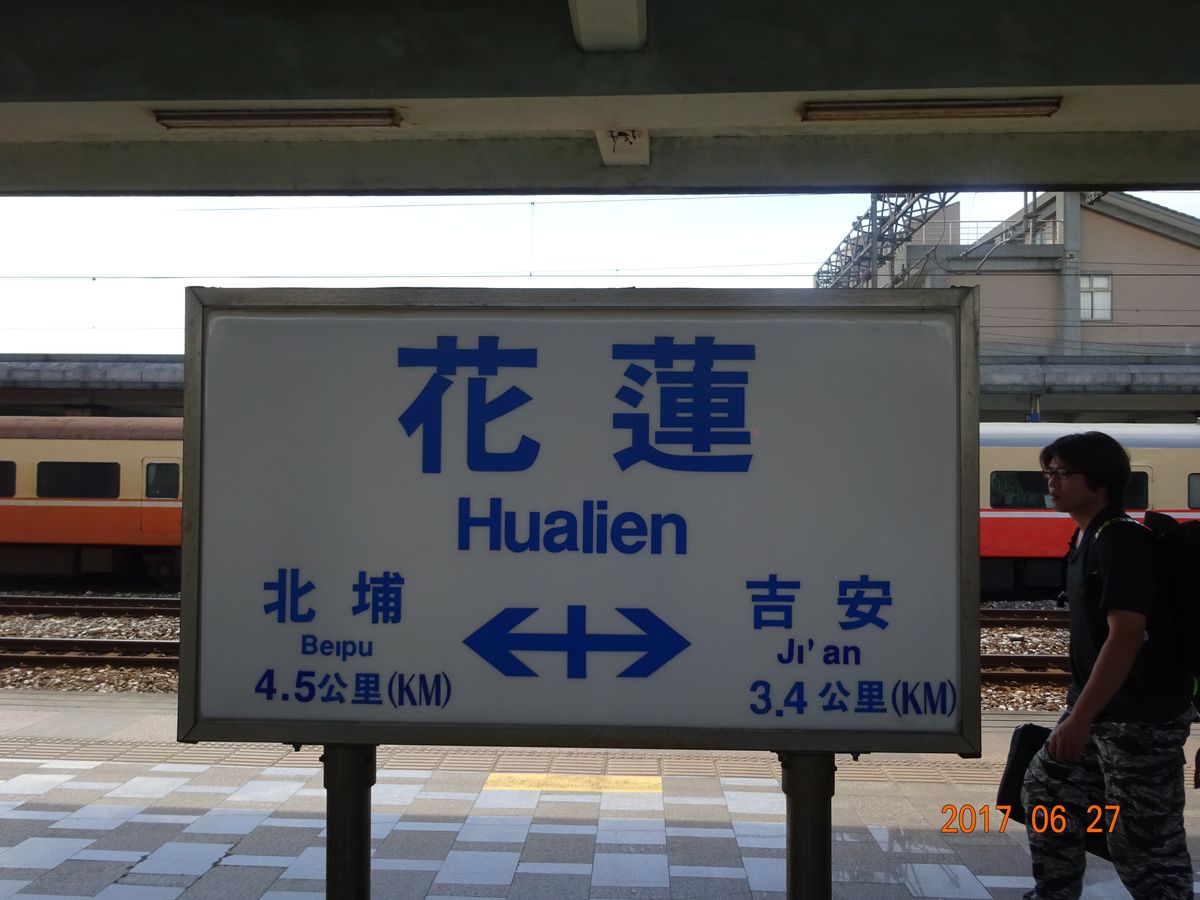 花蓮
Hualien
北埔 吉安
Beipu Ji' an
4.5公里(KM) 3.4公里(KM)
2017 06 27